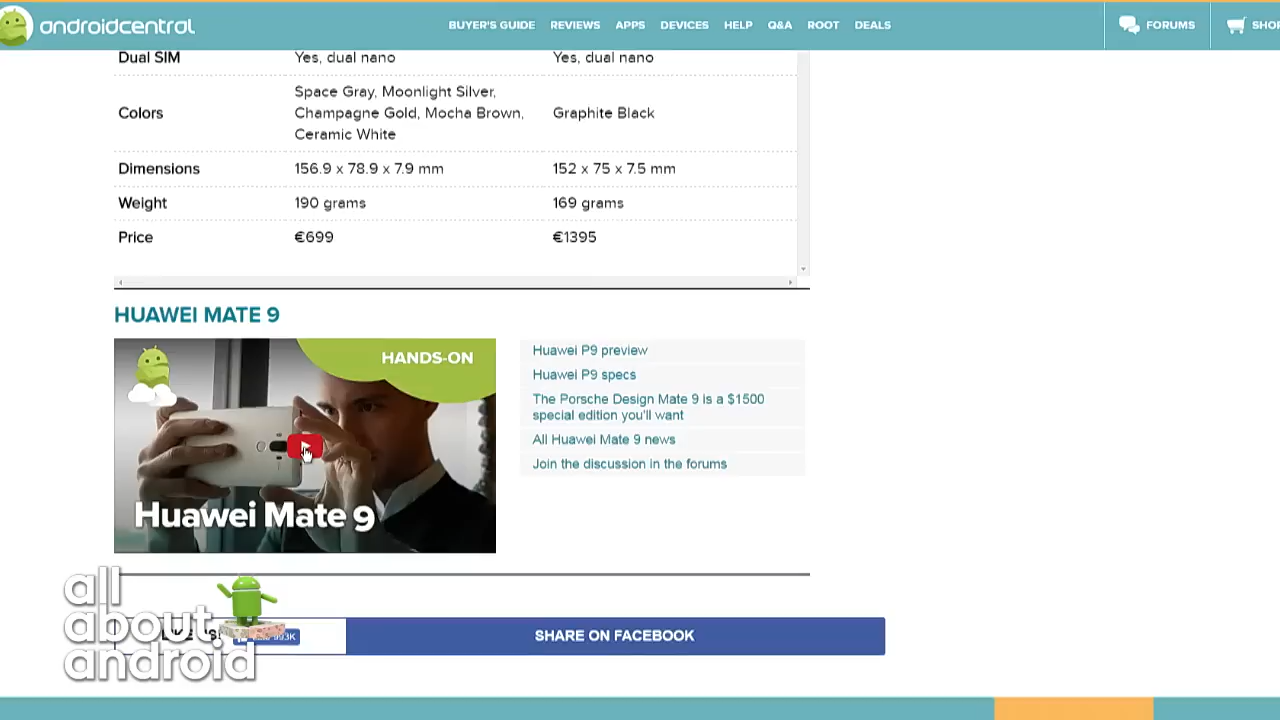 androidcentral
BUYER'S GUIDE REVIEWS APPS DEVICES HELP Q&A ROOT DEALS
FORUMS
SHOP
Dual SIM Yes, dual nano Yes, dual nano
Colors Space Gray, Moonlight Silver,
Champagne Gold, Mocha Brown,
Ceramic White
Graphite Black
Dimensions 156.9 x 78.9 x 7.9 mm 152 x 75 x 7.5 mm
Weight 190 grams 169 grams
Price €699 €1395
HUAWEI MATE 9
HANDS-ON
Huawei Mate 9
Huawei P9 preview
Huawei P9 specs
The Porsche Design Mate 9 is a $1500
special edition you'll want
All Huawei Mate 9 news
Join the discussion in the forums
all
about
android
SHARE ON FACEBOOK